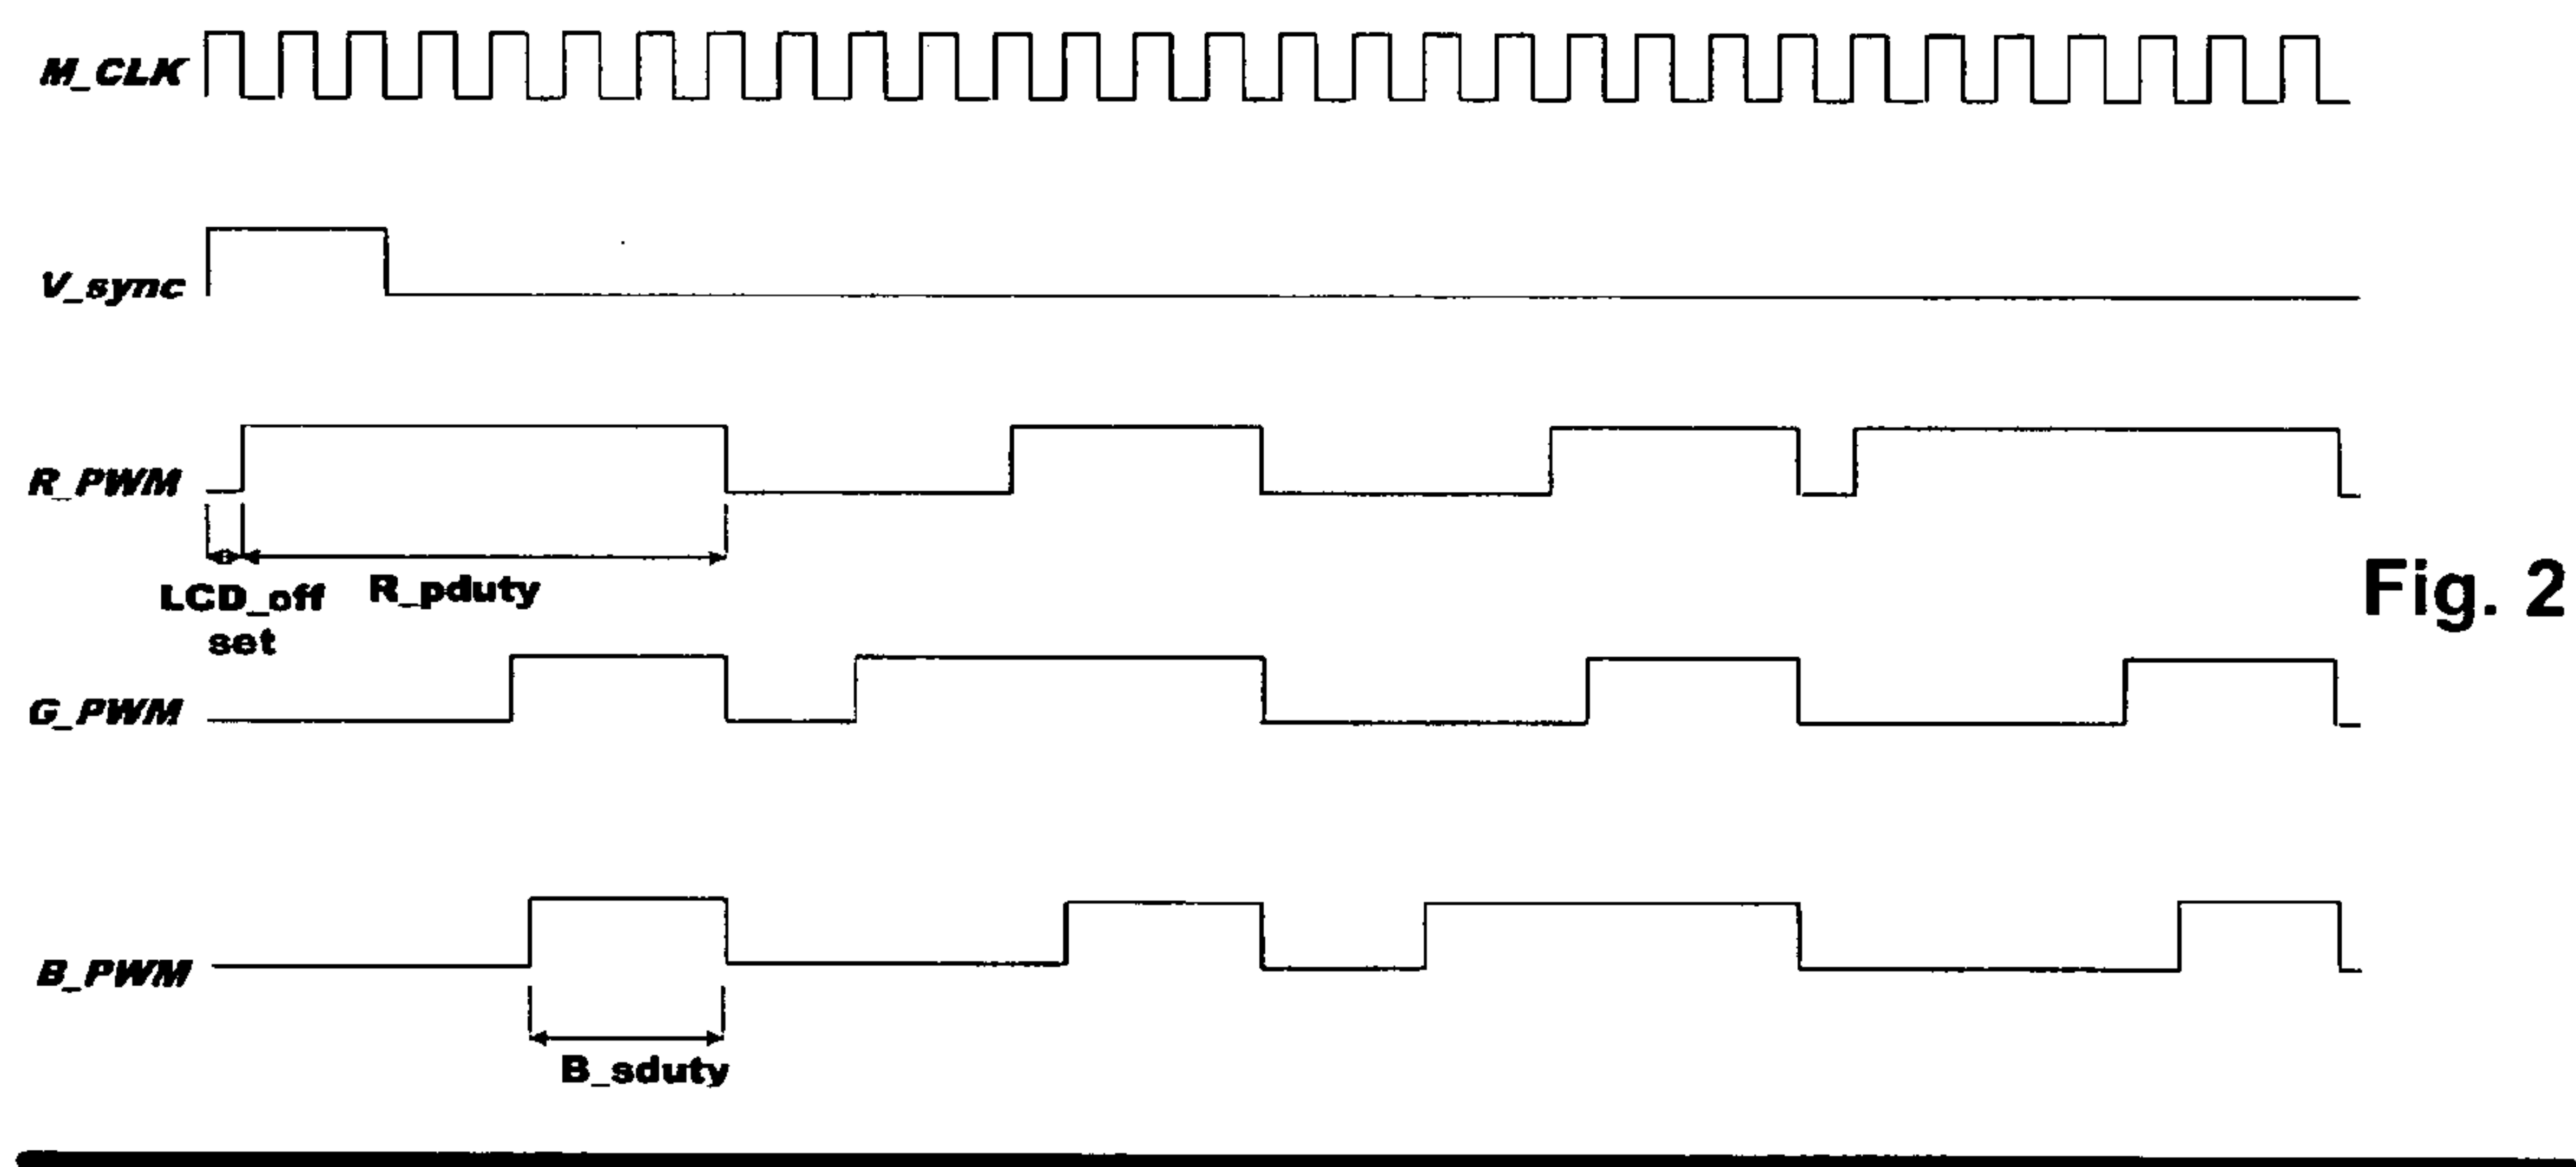 M_CLK
V_sync
R_PWM
LCD_off
set
R_pduty
Fig. 2
G_PWM
B_PWM
B_sduty